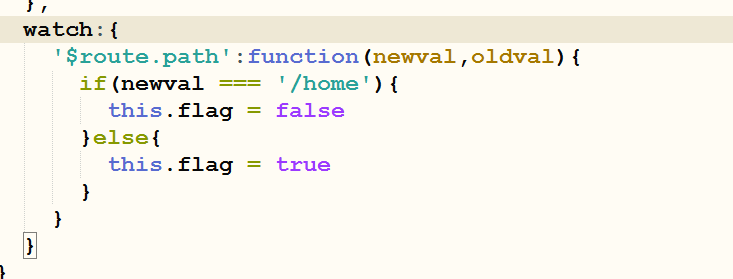 },
watch:{
'$route.path':function(newval,oldval){
if(newval === '/home'){
this.flag = false
}else{
this.flag = true
}
}
}
}